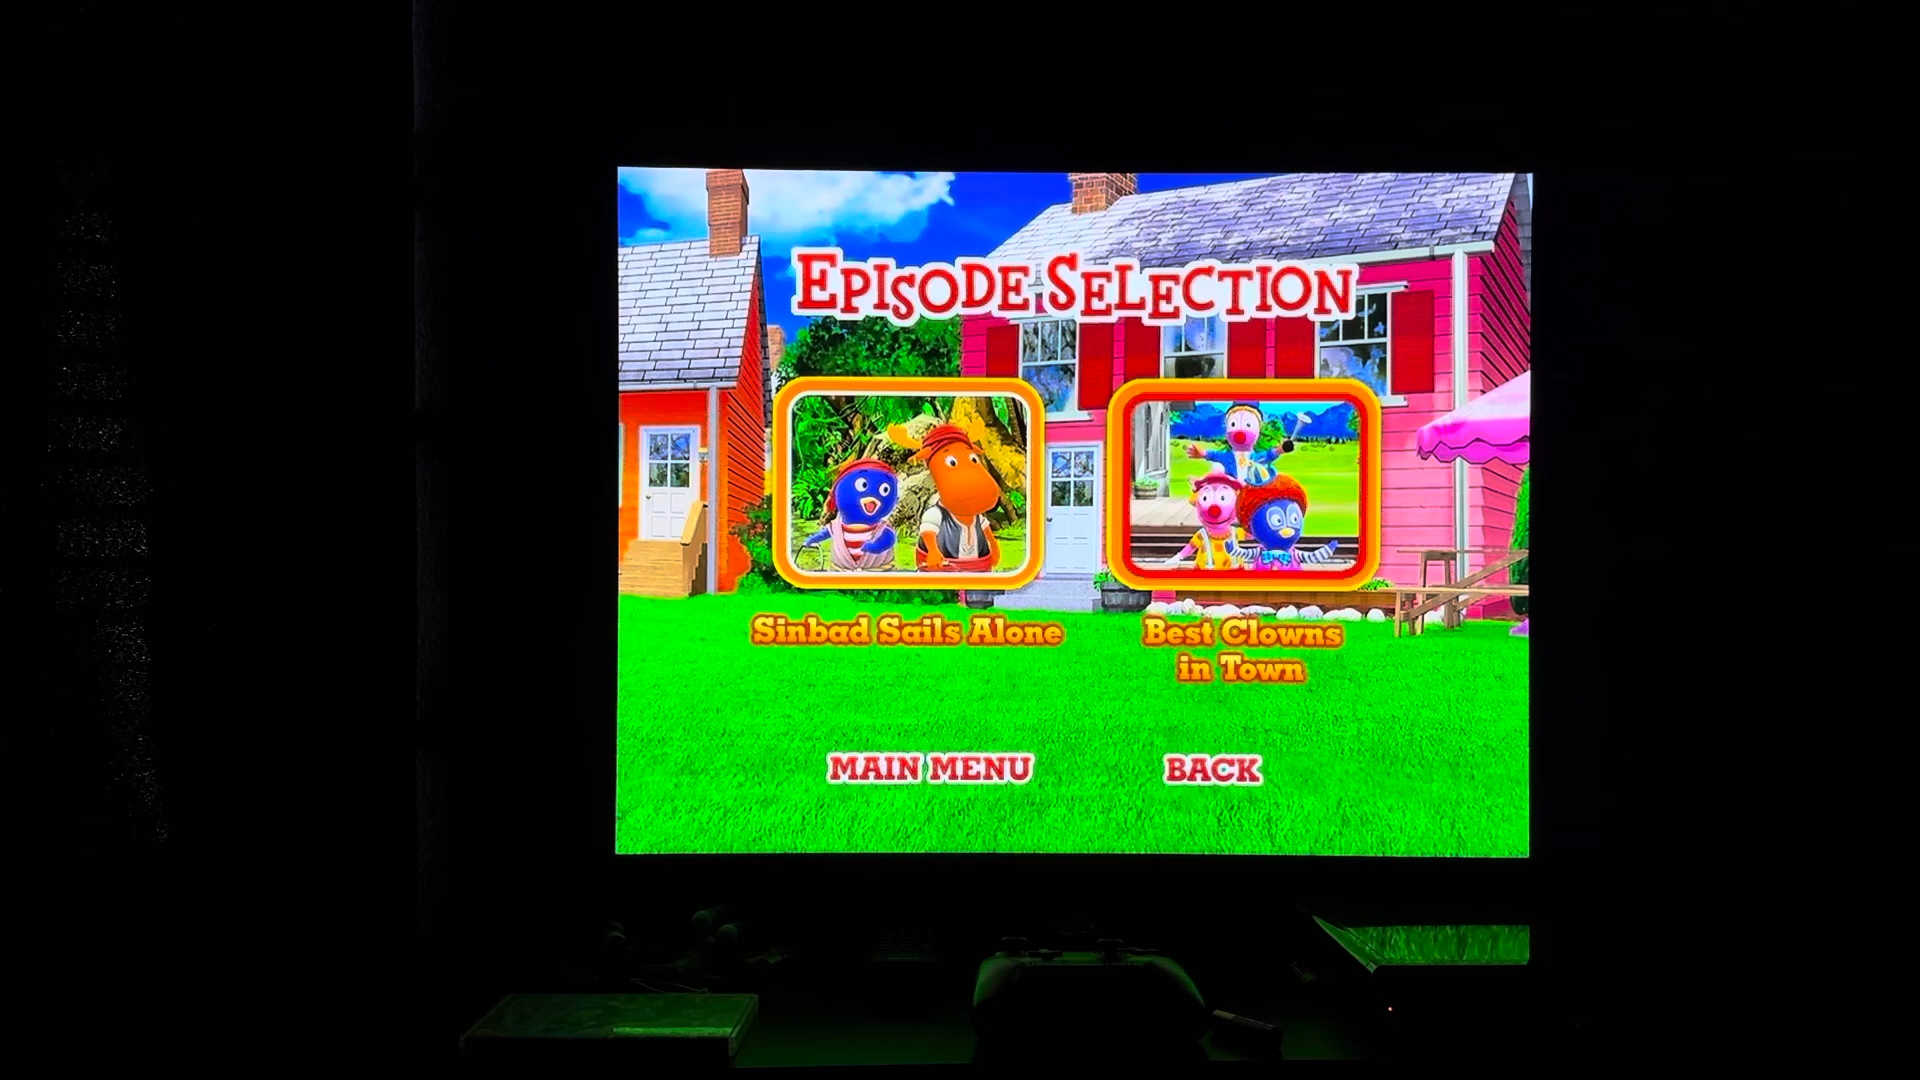 EPISODE SELECTION
Sinbad Sails Alone
Best Clowns
in Town
MAIN MENU
BACK